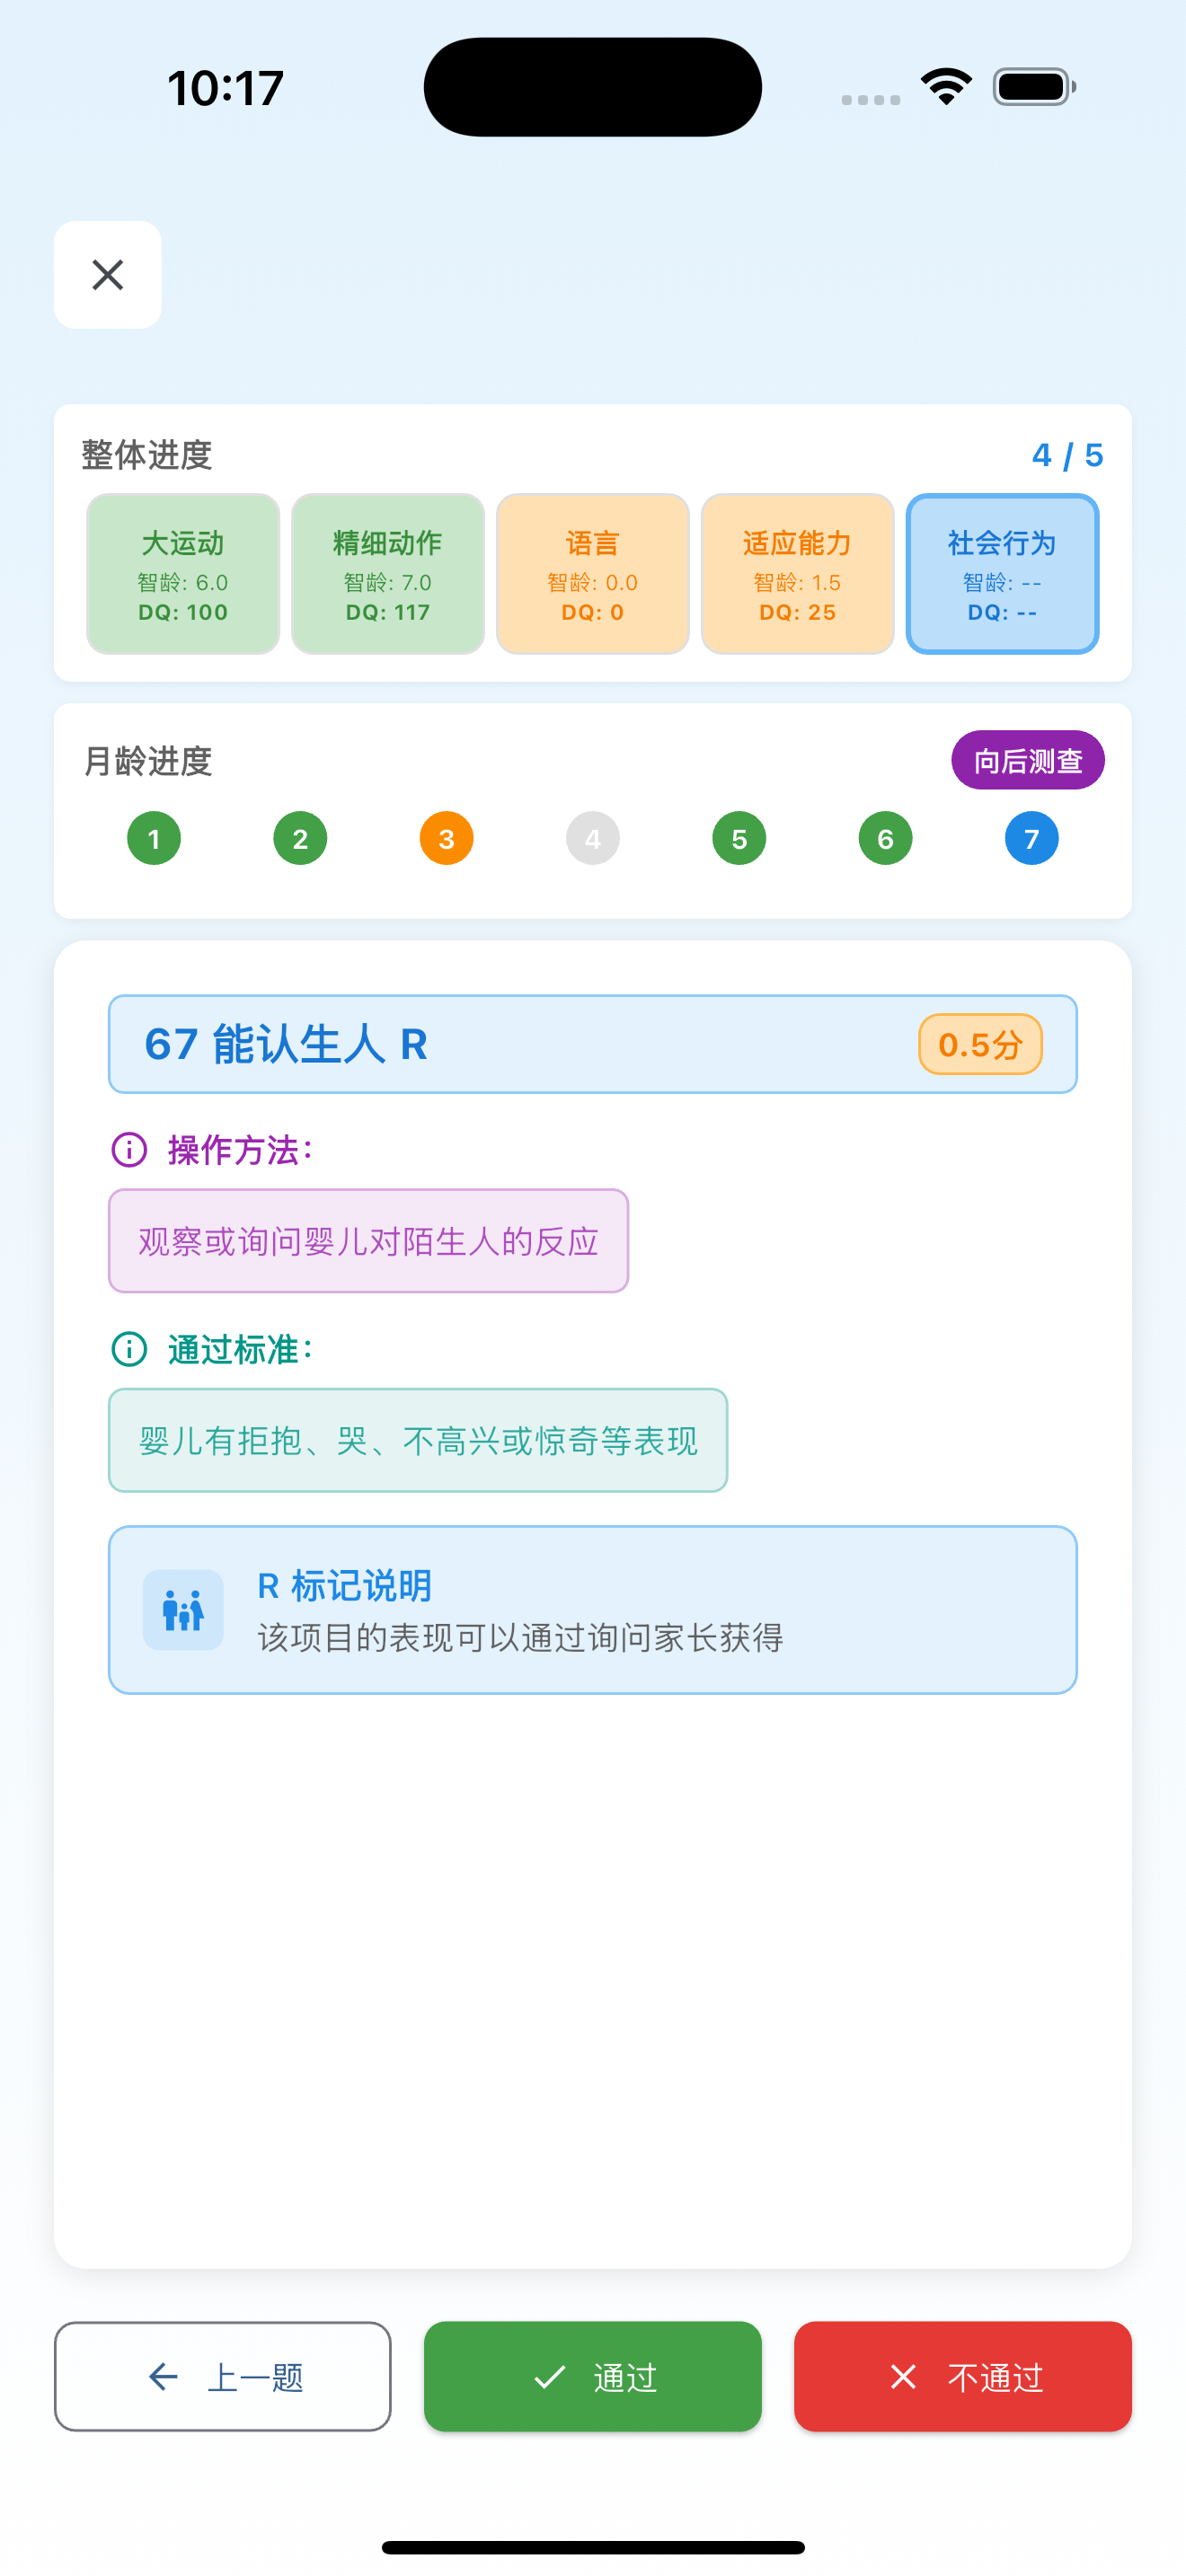 10:17
整体进度
4 / 5
大运动
智龄: 6.0
DQ: 100
精细动作
智龄: 7.0
DQ: 117
语言
智龄: 0.0
DQ: 0
适应能力
智龄: 1.5
DQ: 25
社会行为
智龄: --
DQ: --
月龄进度
向后测查
1 2 3 4 5 6 7
67 能认生人 R
0.5分
操作方法：
观察或询问婴儿对陌生人的反应
通过标准：
婴儿有拒抱、哭、不高兴或惊奇等表现
R 标记说明
该项目的表现可以通过询问家长获得
上一题
通过
不通过